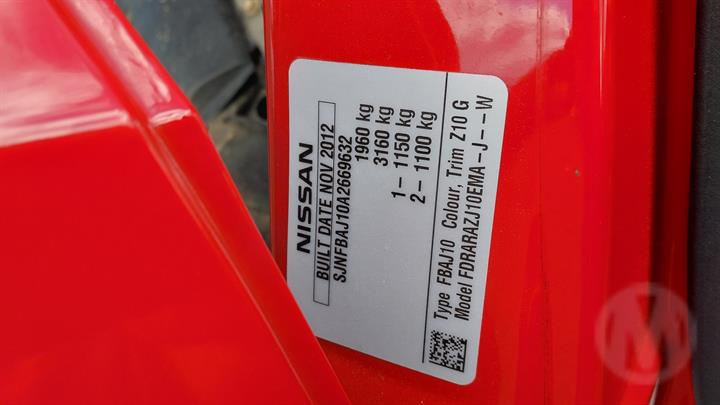 NISSAN
BUILT DATE NOV 2012
SJNFBAJ10A2669632
1960 kg
3160 kg
1- 1150 kg
2- 1100 kg
Type FBAJ10 Colour, Trim Z10 G
Model FDRARAZJ10EMA-J--W
M